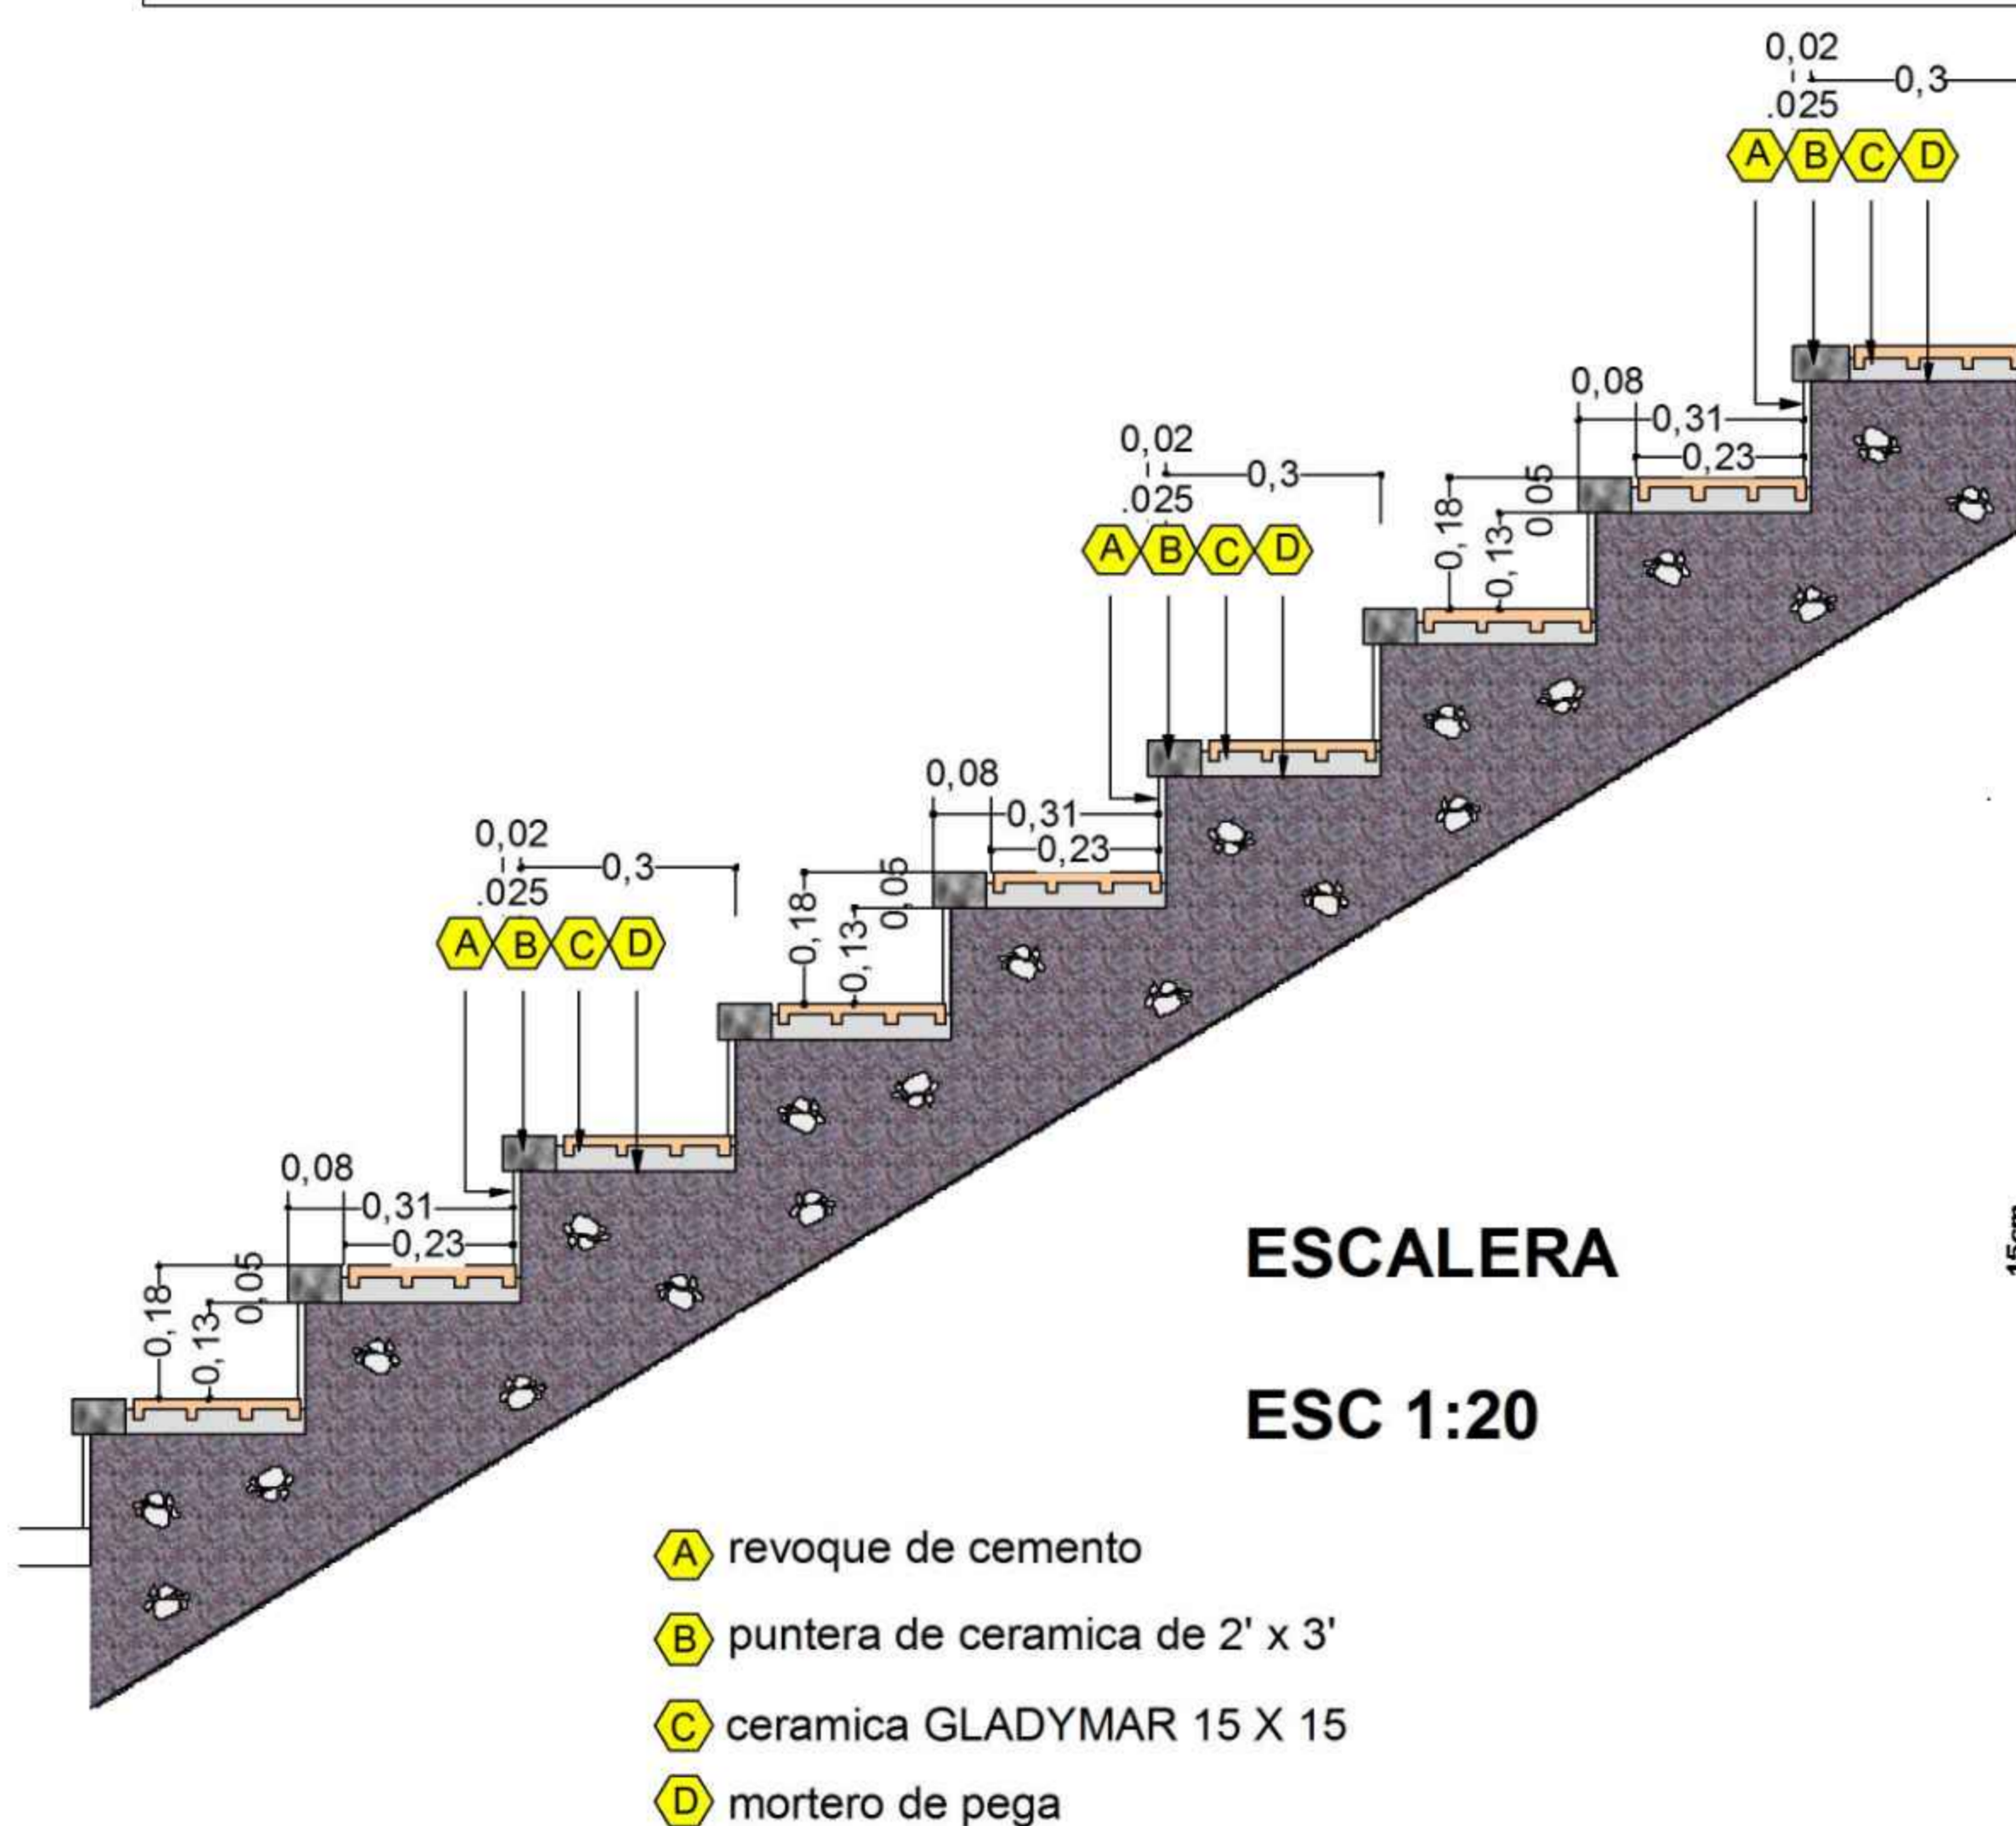 0,02
0,3
.025
A B C D
0,08
0,31
0,23
0,02
0,3
.025
A B C D
0,18
0,13
0,05
0,08
0,31
0,23
0,02
0,3
.025
A B C D
0,18
0,13
0,05
0,08
0,31
0,23
0,18
0,13
0,05
15cm
ESCALERA
ESC 1:20
A revoque de cemento
B puntera de ceramica de 2' x 3'
C ceramica GLADYMAR 15 X 15
D mortero de pega